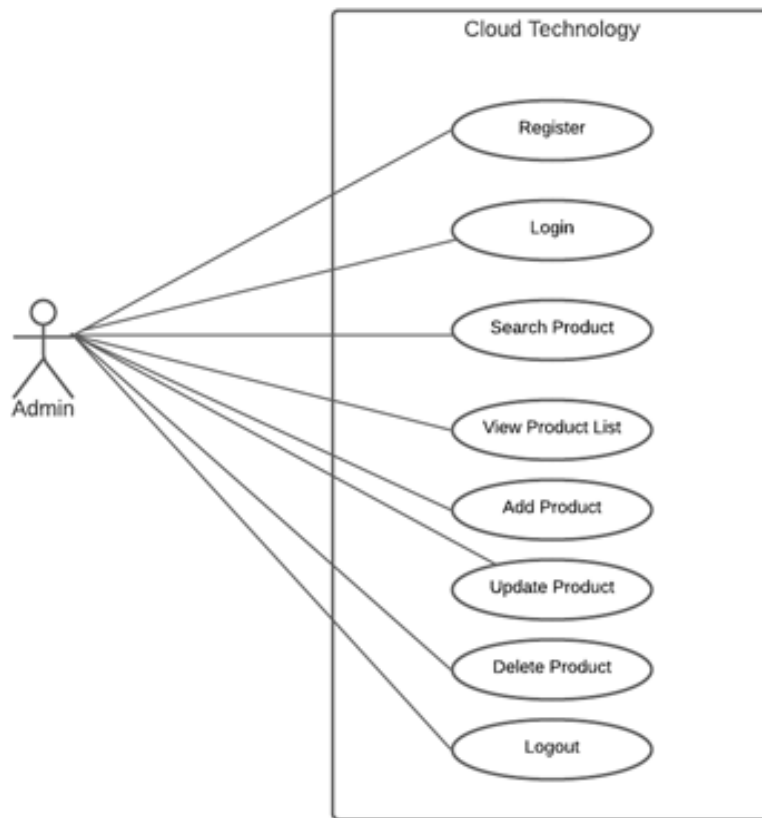 Cloud Technology
Register
Login
Search Product
Admin
View Product List
Add Product
Update Product
Delete Product
Logout